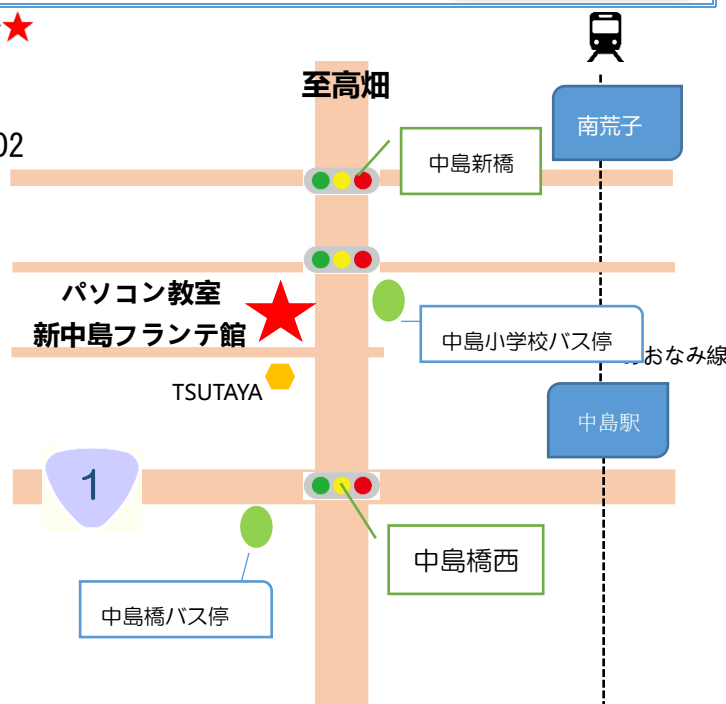 ★
至高畑
南荒子
02
中島新橋
パソコン教室
新中島フランテ館
中島小学校バス停
おなみ線
TSUTAYA
中島駅
1
中島橋西
中島橋バス停